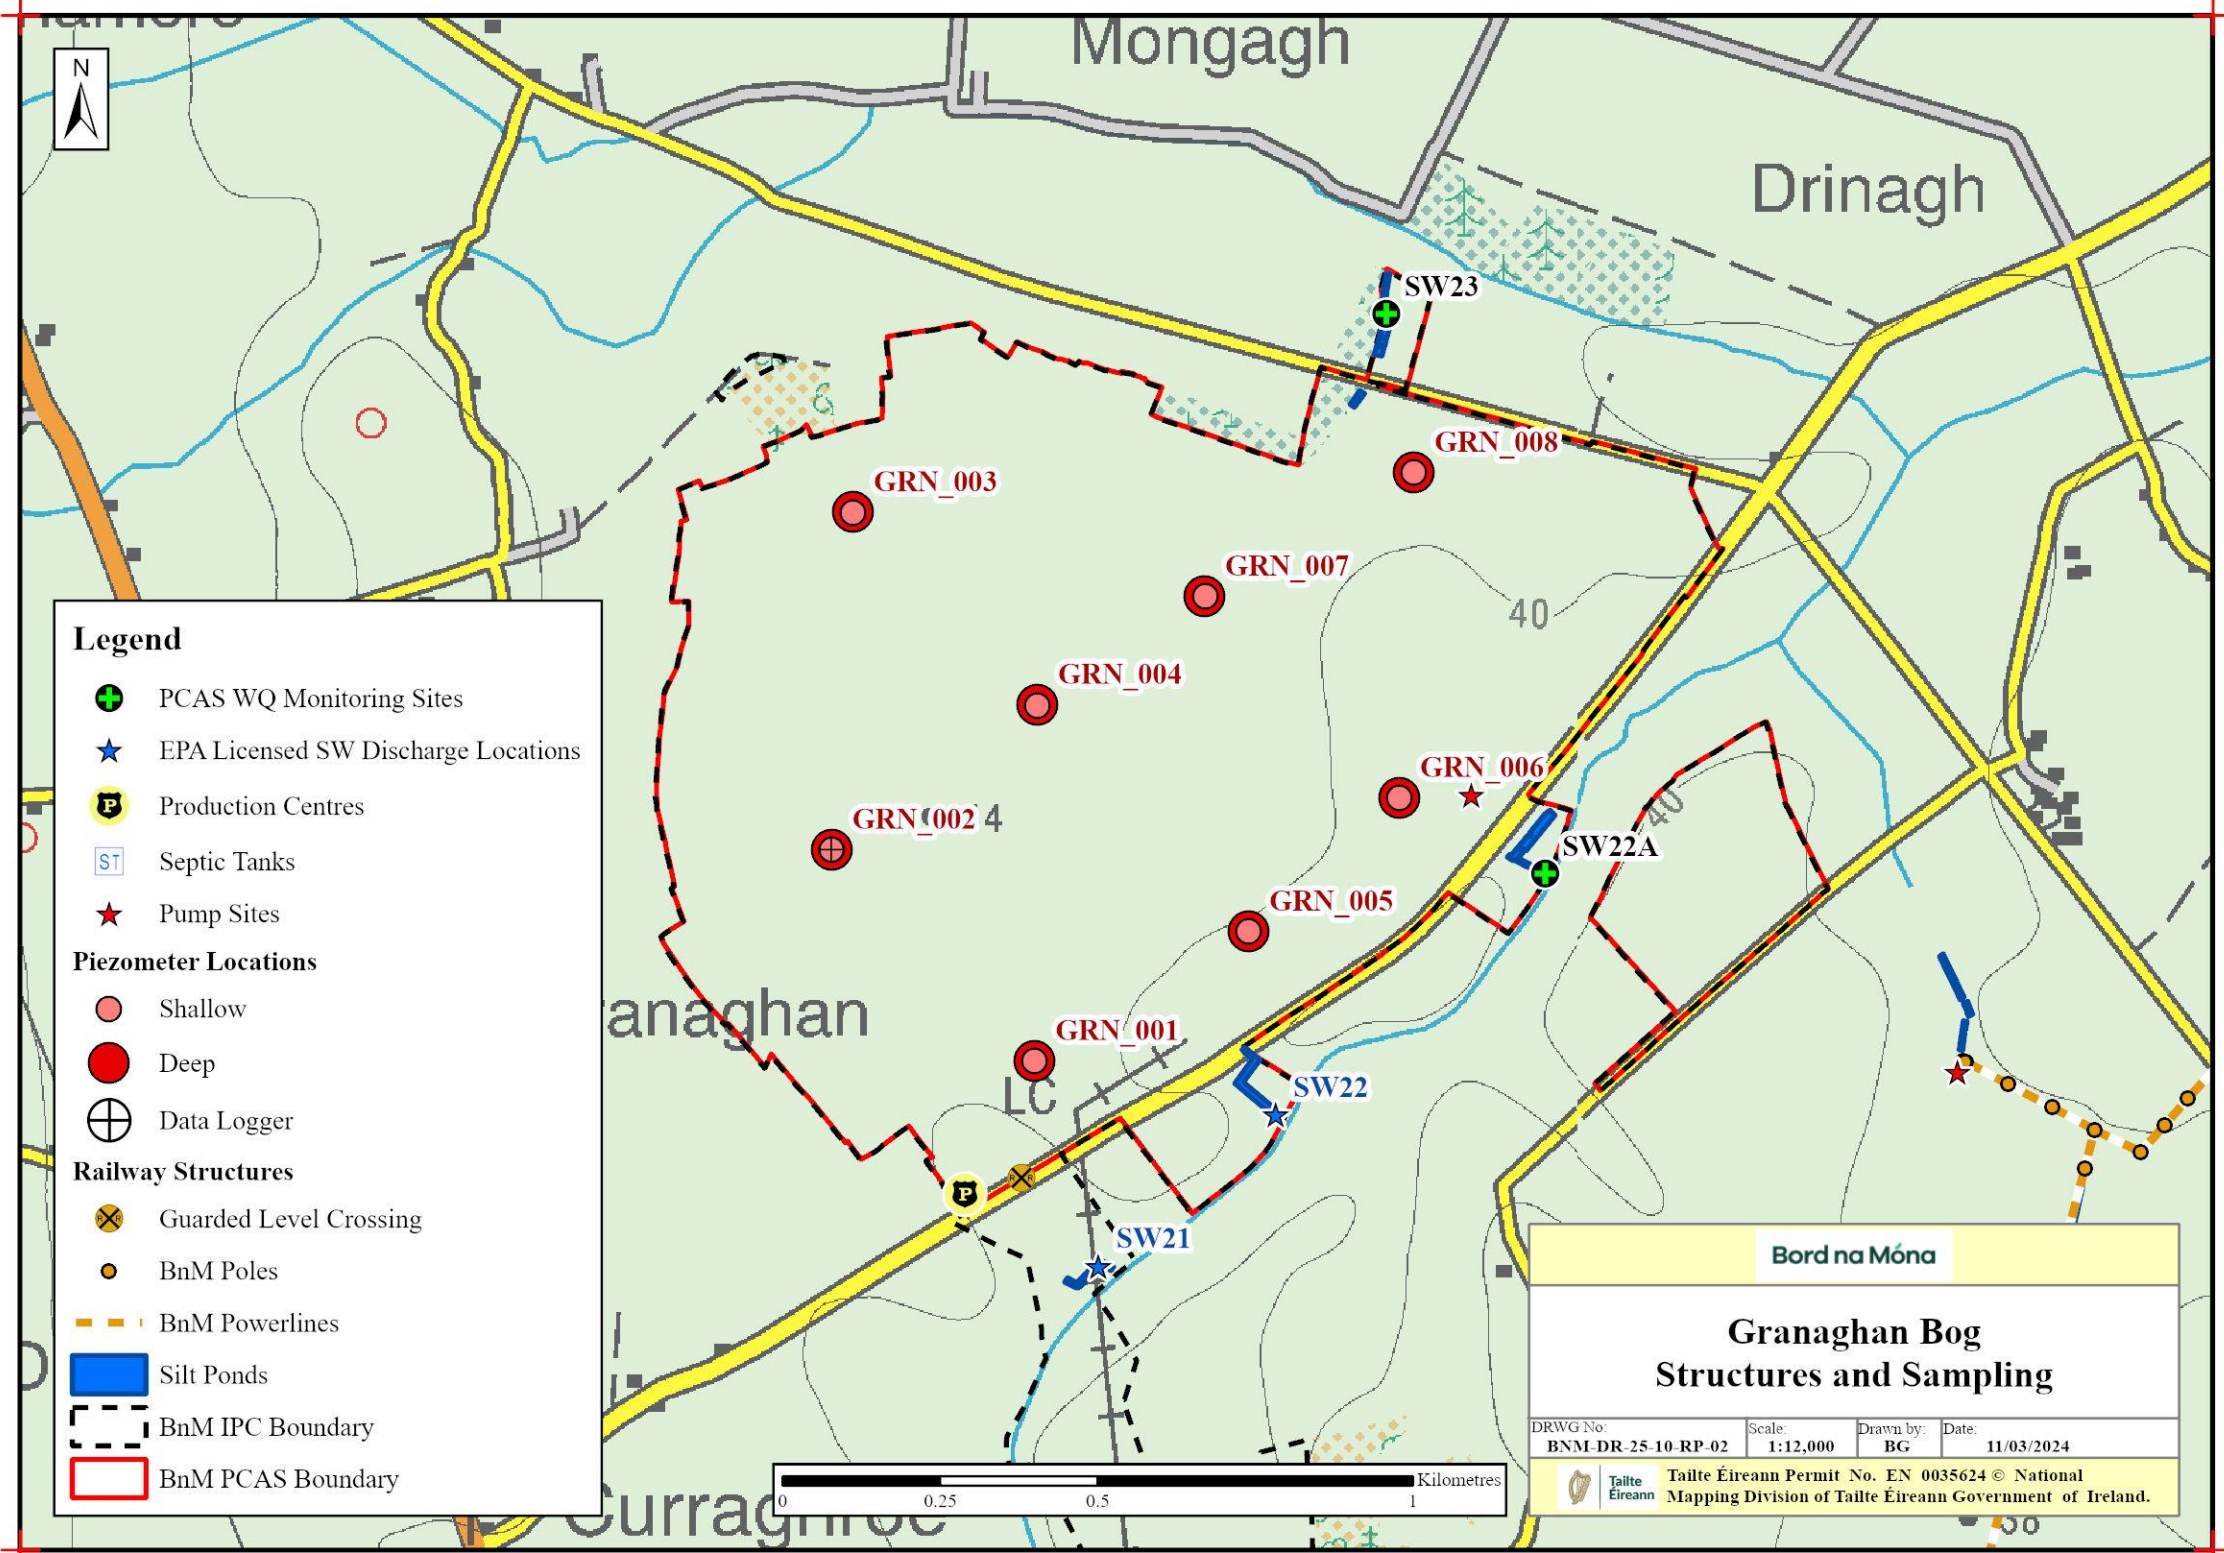 Mongagh
N
Drinagh
SW23
GRN_008
GRN_003
GRN_007
40
GRN_004
GRN_006
40
GRN_002
4
SW22A
GRN_005
anaghan
GRN_001
LC
SW22
P
SW21
Legend
PCAS WQ Monitoring Sites
EPA Licensed SW Discharge Locations
P
Production Centres
ST
Septic Tanks
Pump Sites
Piezometer Locations
Shallow
Deep
Data Logger
Railway Structures
Guarded Level Crossing
BnM Poles
BnM Powerlines
Silt Ponds
BnM IPC Boundary
BnM PCAS Boundary
Kilometres
0 0.25 0.5 1
Bord na Móna
Granaghan Bog
Structures and Sampling
DRWG No: Scale: Drawn by: Date:
BNM-DR-25-10-RP-02 1:12,000 BG 11/03/2024
Tailte
Éireann
Tailte Éireann Permit No. EN 0035624 © National
Mapping Division of Tailte Éireann Government of Ireland.